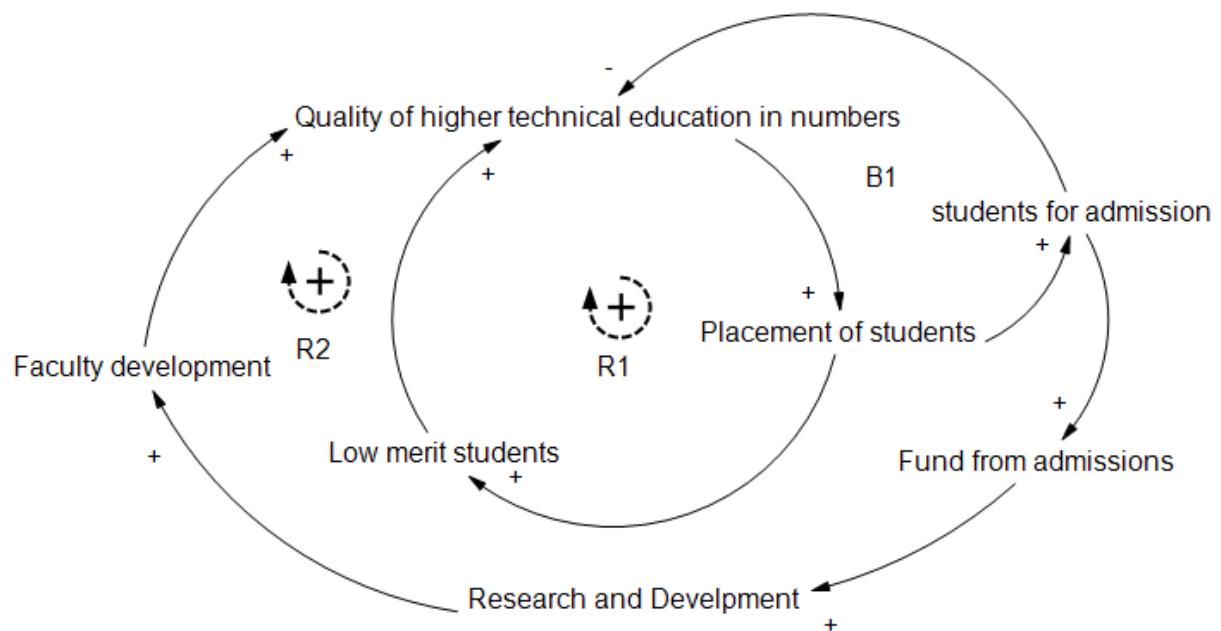 -
Quality of higher technical education in numbers
+
+
B1
students for admission
+
+
R2
+
R1
+
Placement of students
Faculty development
+
+
Low merit students
+
+
Fund from admissions
Research and Develpment
+